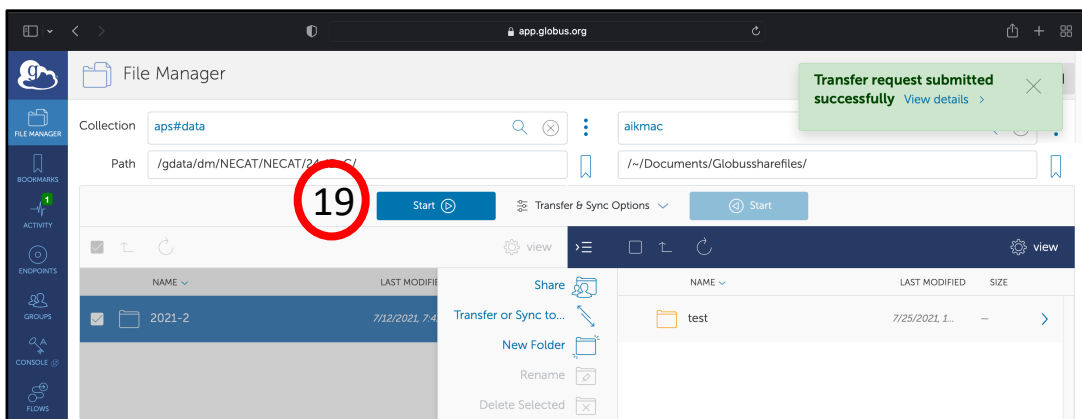 app.globus.org
File Manager
Transfer request submitted
successfully View details >
FILE MANAGER
BOOKMARKS
1
ACTIVITY
ENDPOINTS
GROUPS
CONSOLE
FLOWS
Collection aps#data
aikmac
Path /gdata/dm/NECAT/NECAT/
/~/Documents/Globussharefiles/
19
Start
Transfer & Sync Options
Start
view
view
NAME LAST MODIFIE
NAME LAST MODIFIED SIZE
2021-2 7/12/2021, 7:4
test 7/25/2021, 1... –
Share
Transfer or Sync to...
New Folder
Rename
Delete Selected